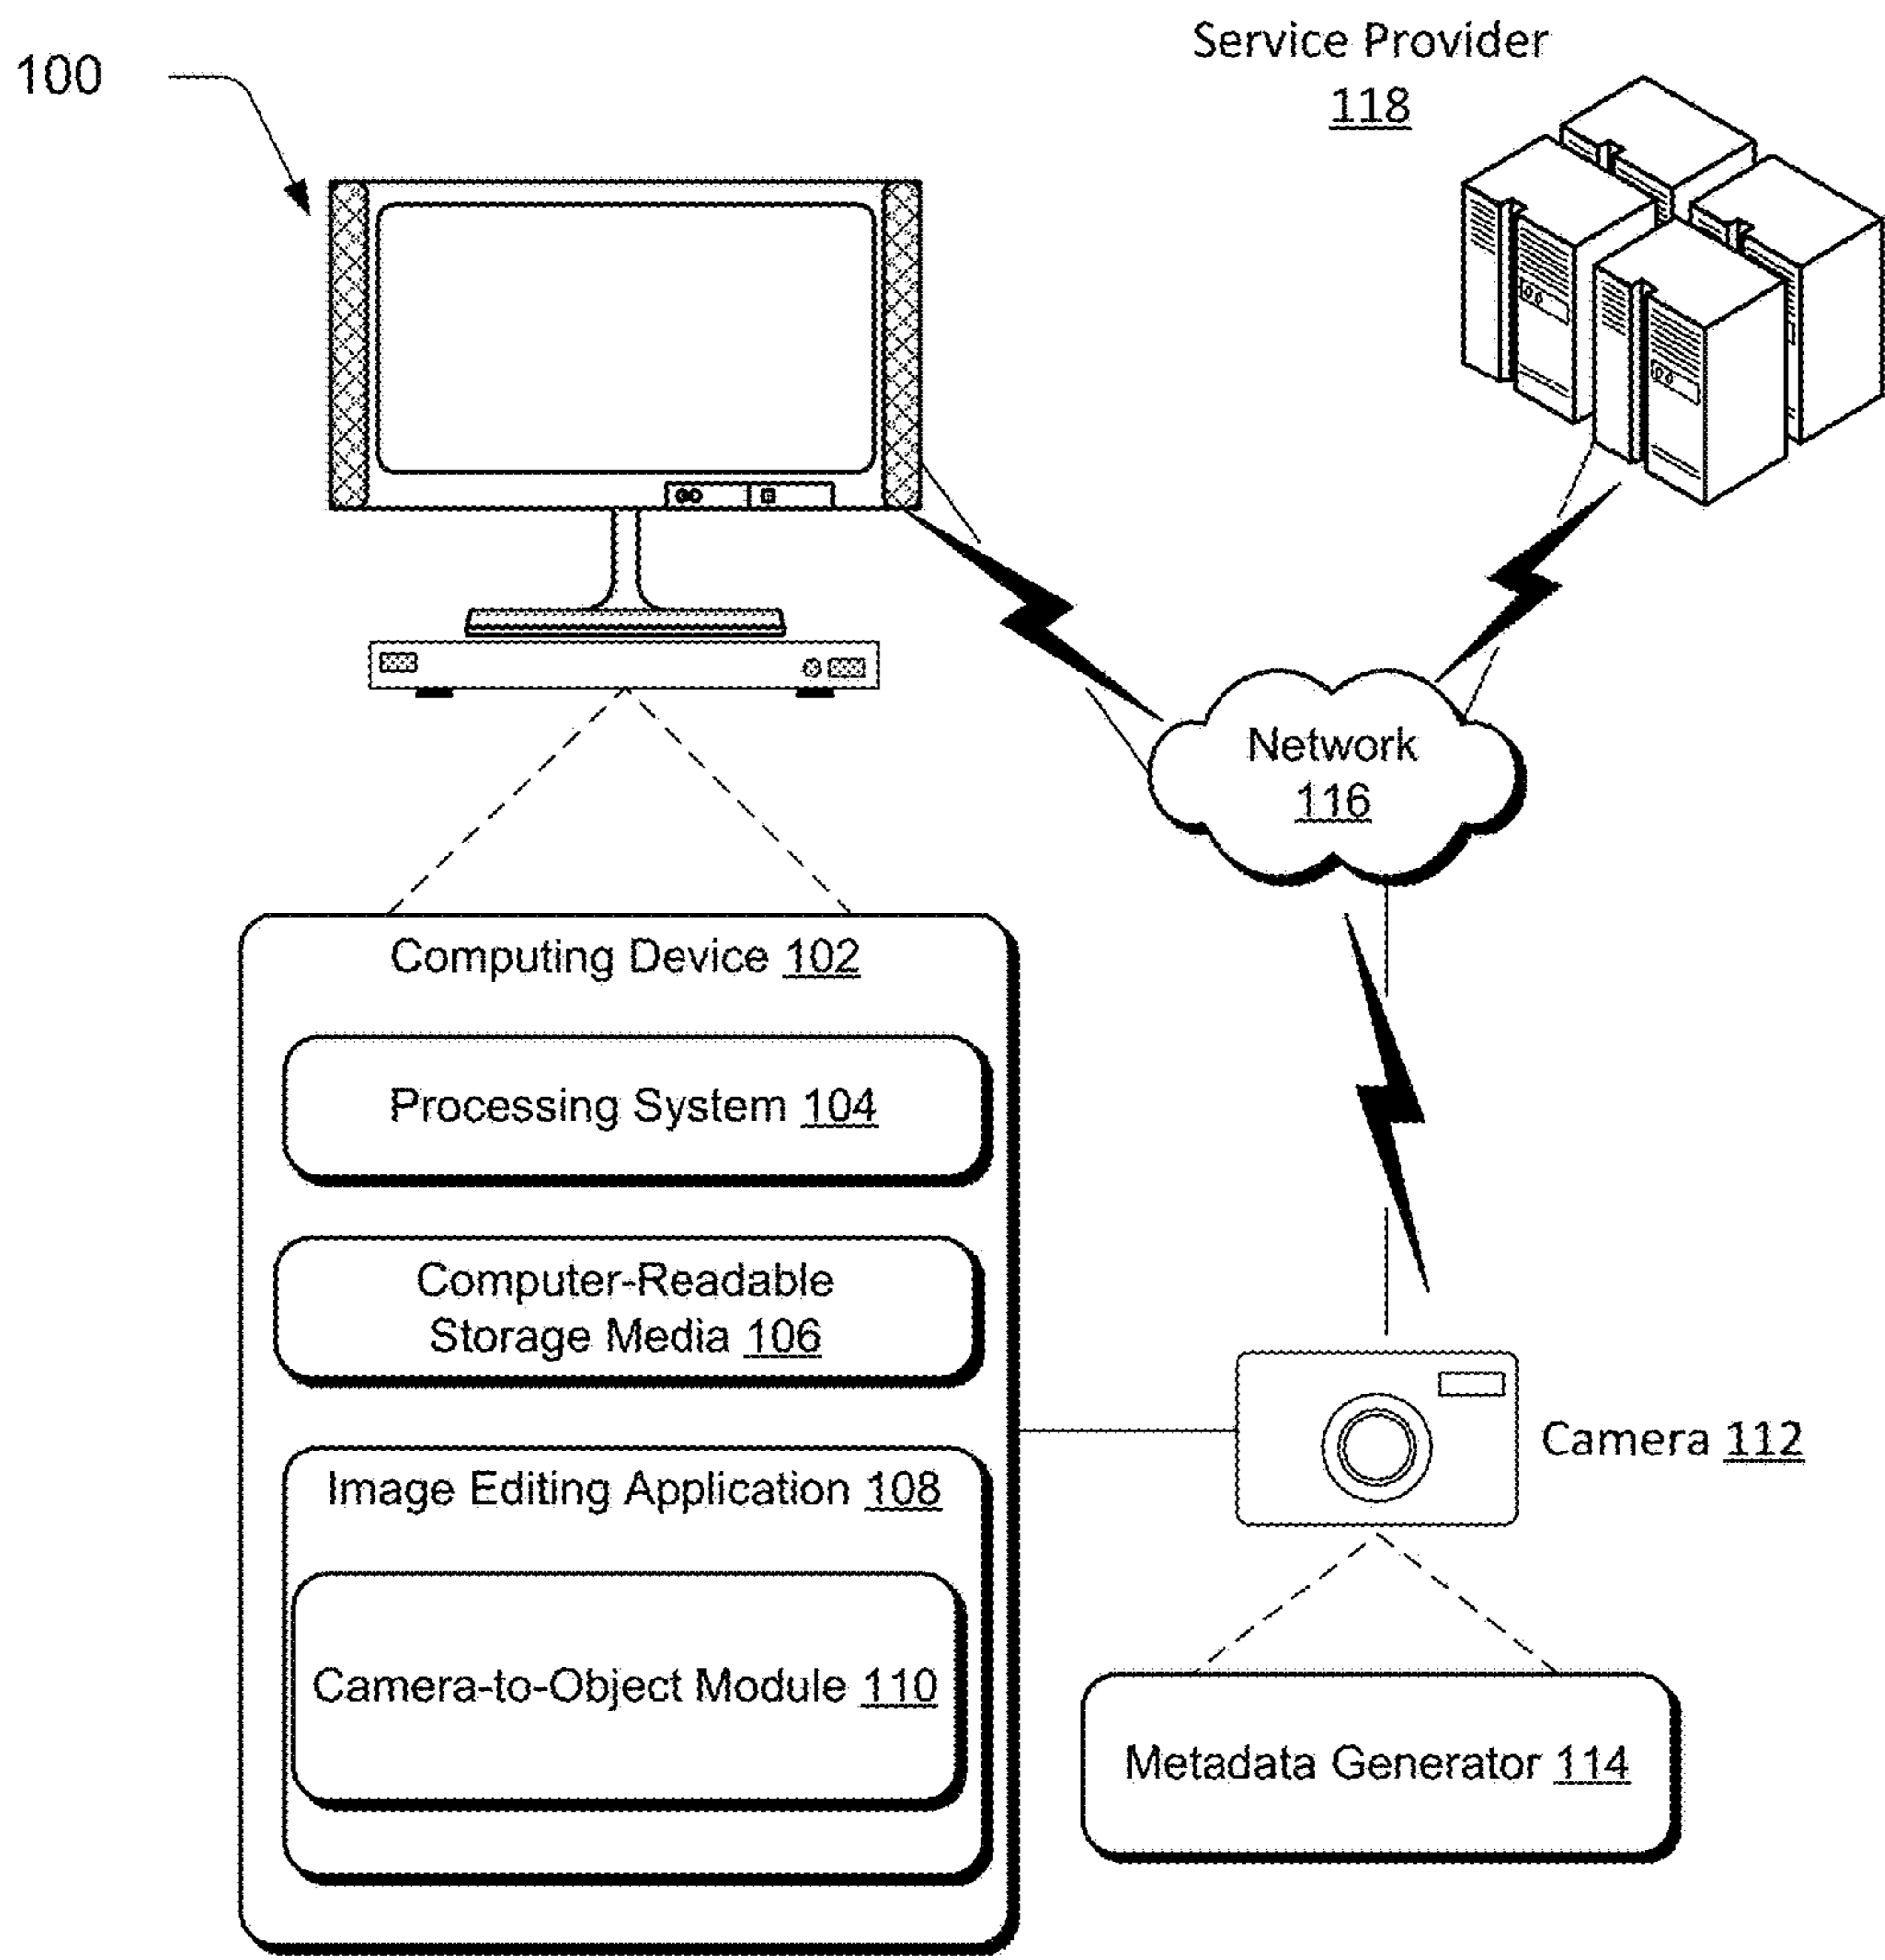 100
Service Provider
118
Network
116
Computing Device 102
Processing System 104
Computer-Readable
Storage Media 106
Image Editing Application 108
Camera-to-Object Module 110
Camera 112
Metadata Generator 114